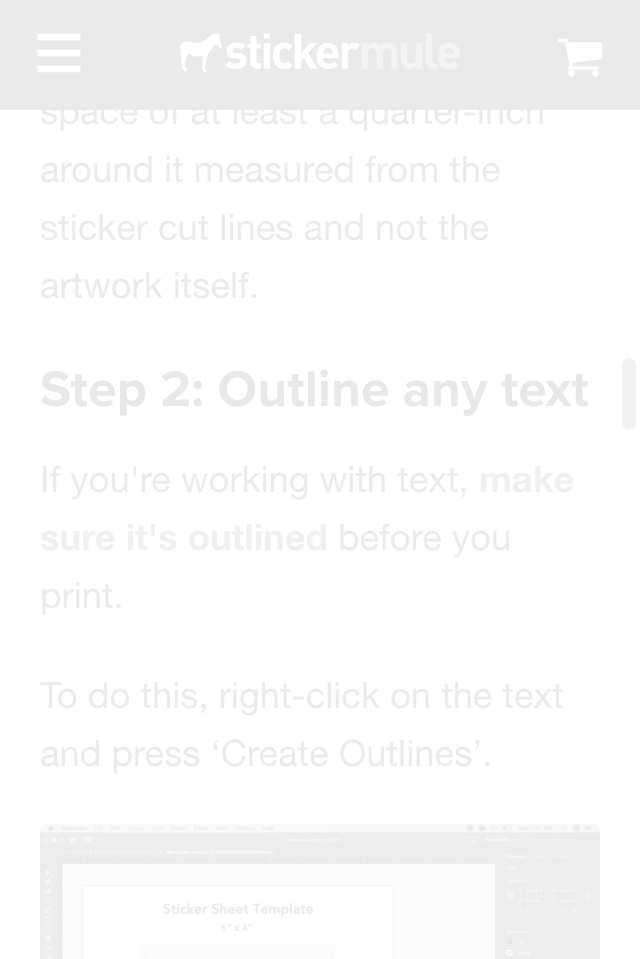 stickermule
space of at least a quarter-inch
around it measured from the
sticker cut lines and not the
artwork itself.
Step 2: Outline any text
If you're working with text, make
sure it's outlined before you
print.
To do this, right-click on the text
and press ‘Create Outlines’.
Sticker Sheet Template
6" x 4"